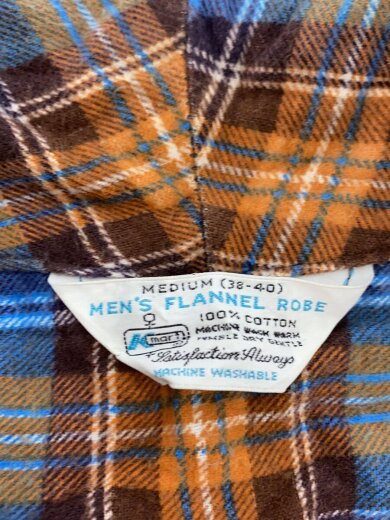 MEDIUM (38-40)
MEN'S FLANNEL ROBE
100% COTTON
MACHINE WASH WARM
TUMBLE DRY GENTLE
Kmart
Satisfaction Always
MACHINE WASHABLE